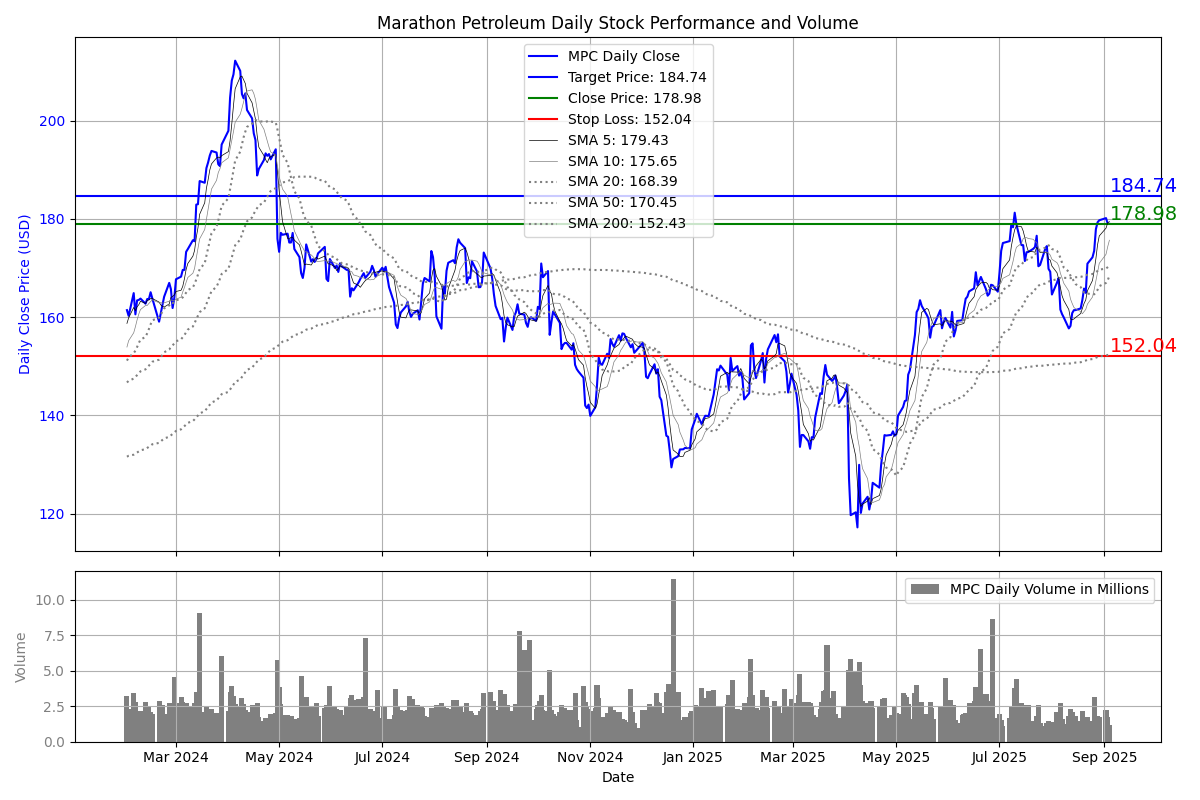 Marathon Petroleum Daily Stock Performance and Volume
MPC Daily Close
Target Price: 184.74
Close Price: 178.98
Stop Loss: 152.04
SMA 5: 179.43
SMA 10: 175.65
SMA 20: 168.39
SMA 50: 170.45
SMA 200: 152.43
Daily Close Price (USD)
200
180
160
140
120
184.74
178.98
152.04
MPC Daily Volume in Millions
Volume
10.0
7.5
5.0
2.5
0.0
Mar 2024 May 2024 Jul 2024 Sep 2024 Nov 2024 Jan 2025 Mar 2025 May 2025 Jul 2025 Sep 2025
Date